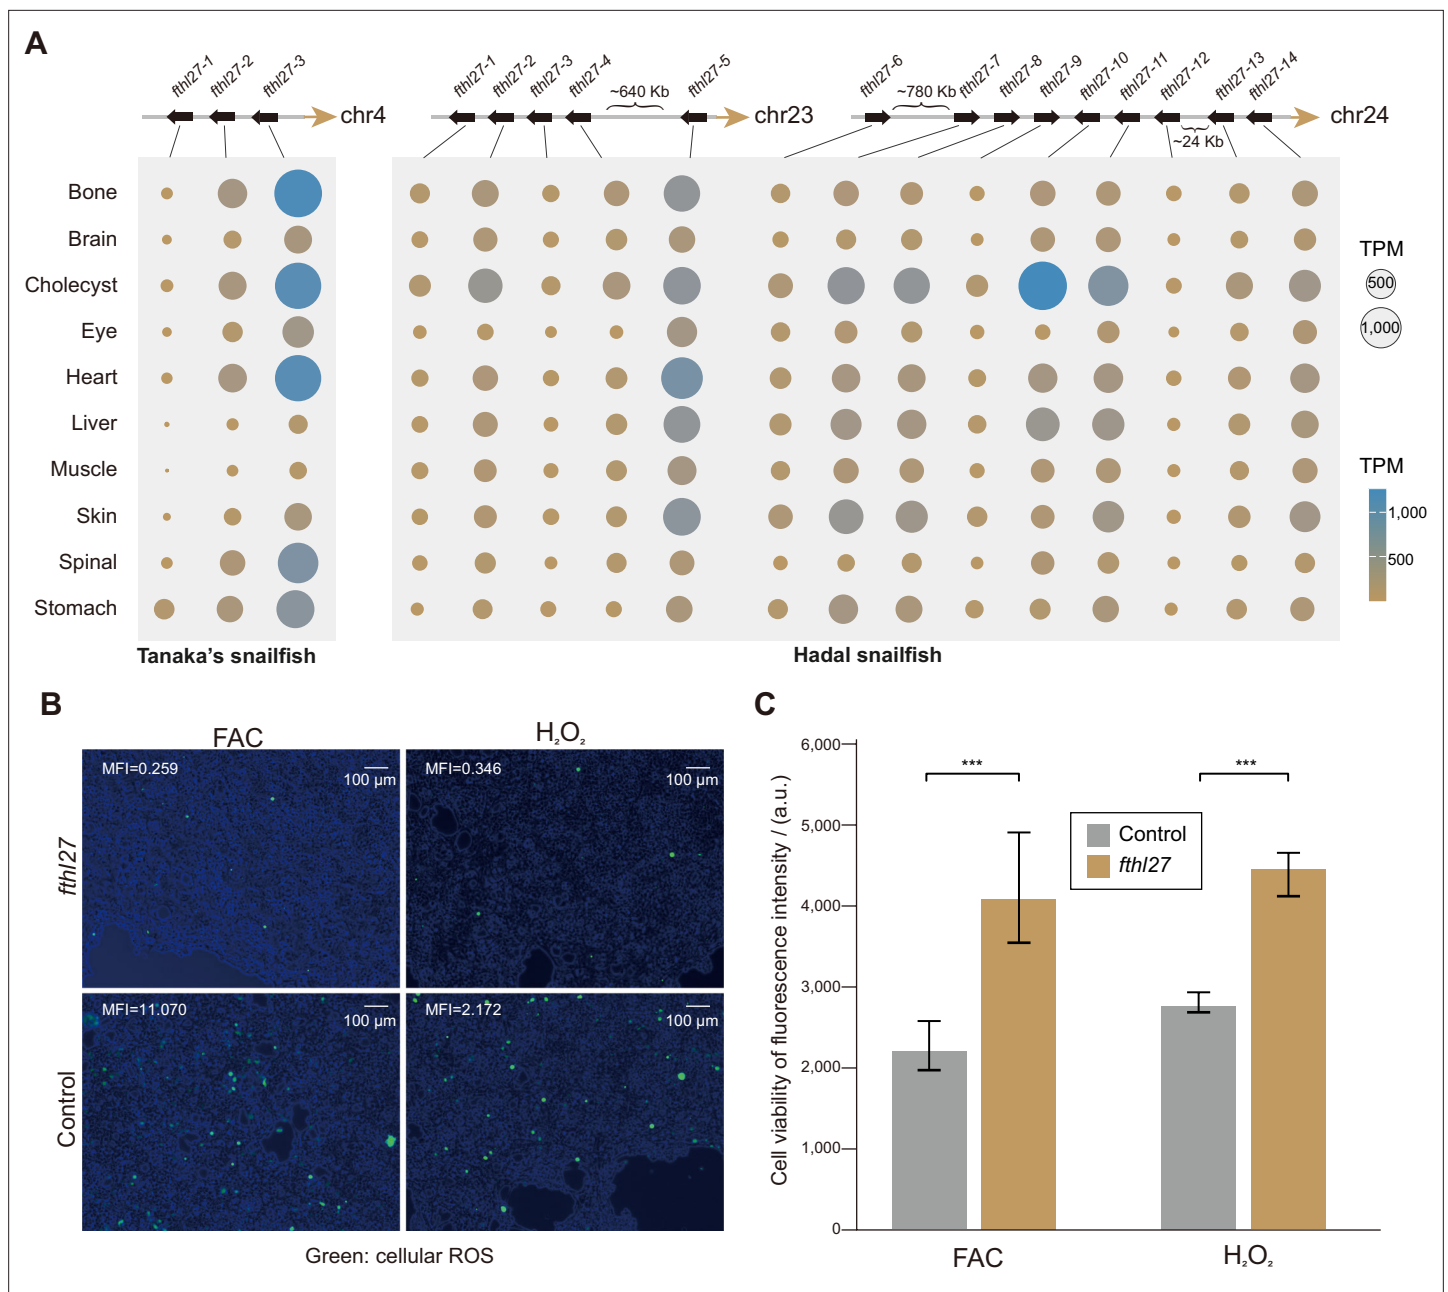 A
fthl27-1 fthl27-2 fthl27-3
fthl27-1 fthl27-2 fthl27-3 fthl27-4 fthl27-5
fthl27-6 fthl27-7 fthl27-8 fthl27-9 fthl27-10 fthl27-11 fthl27-12 fthl27-13 fthl27-14
~640 Kb ~780 Kb
chr4 chr23 chr24
~24 Kb
Bone
Brain
Cholecyst
Eye
Heart
Liver
Muscle
Skin
Spinal
Stomach
TPM
500
1,000
TPM
1,000
500
Tanaka's snailfish Hadal snailfish
B
FAC H₂O₂
fthl27
MFI=0.259 100 µm
MFI=0.346 100 µm
Control
MFI=11.070 100 µm
MFI=2.172 100 µm
Green: cellular ROS
C
Cell viability of fluorescence intensity / (a.u.)
6,000
5,000
4,000
3,000
2,000
1,000
0
*** ***
Control
fthl27
FAC H₂O₂